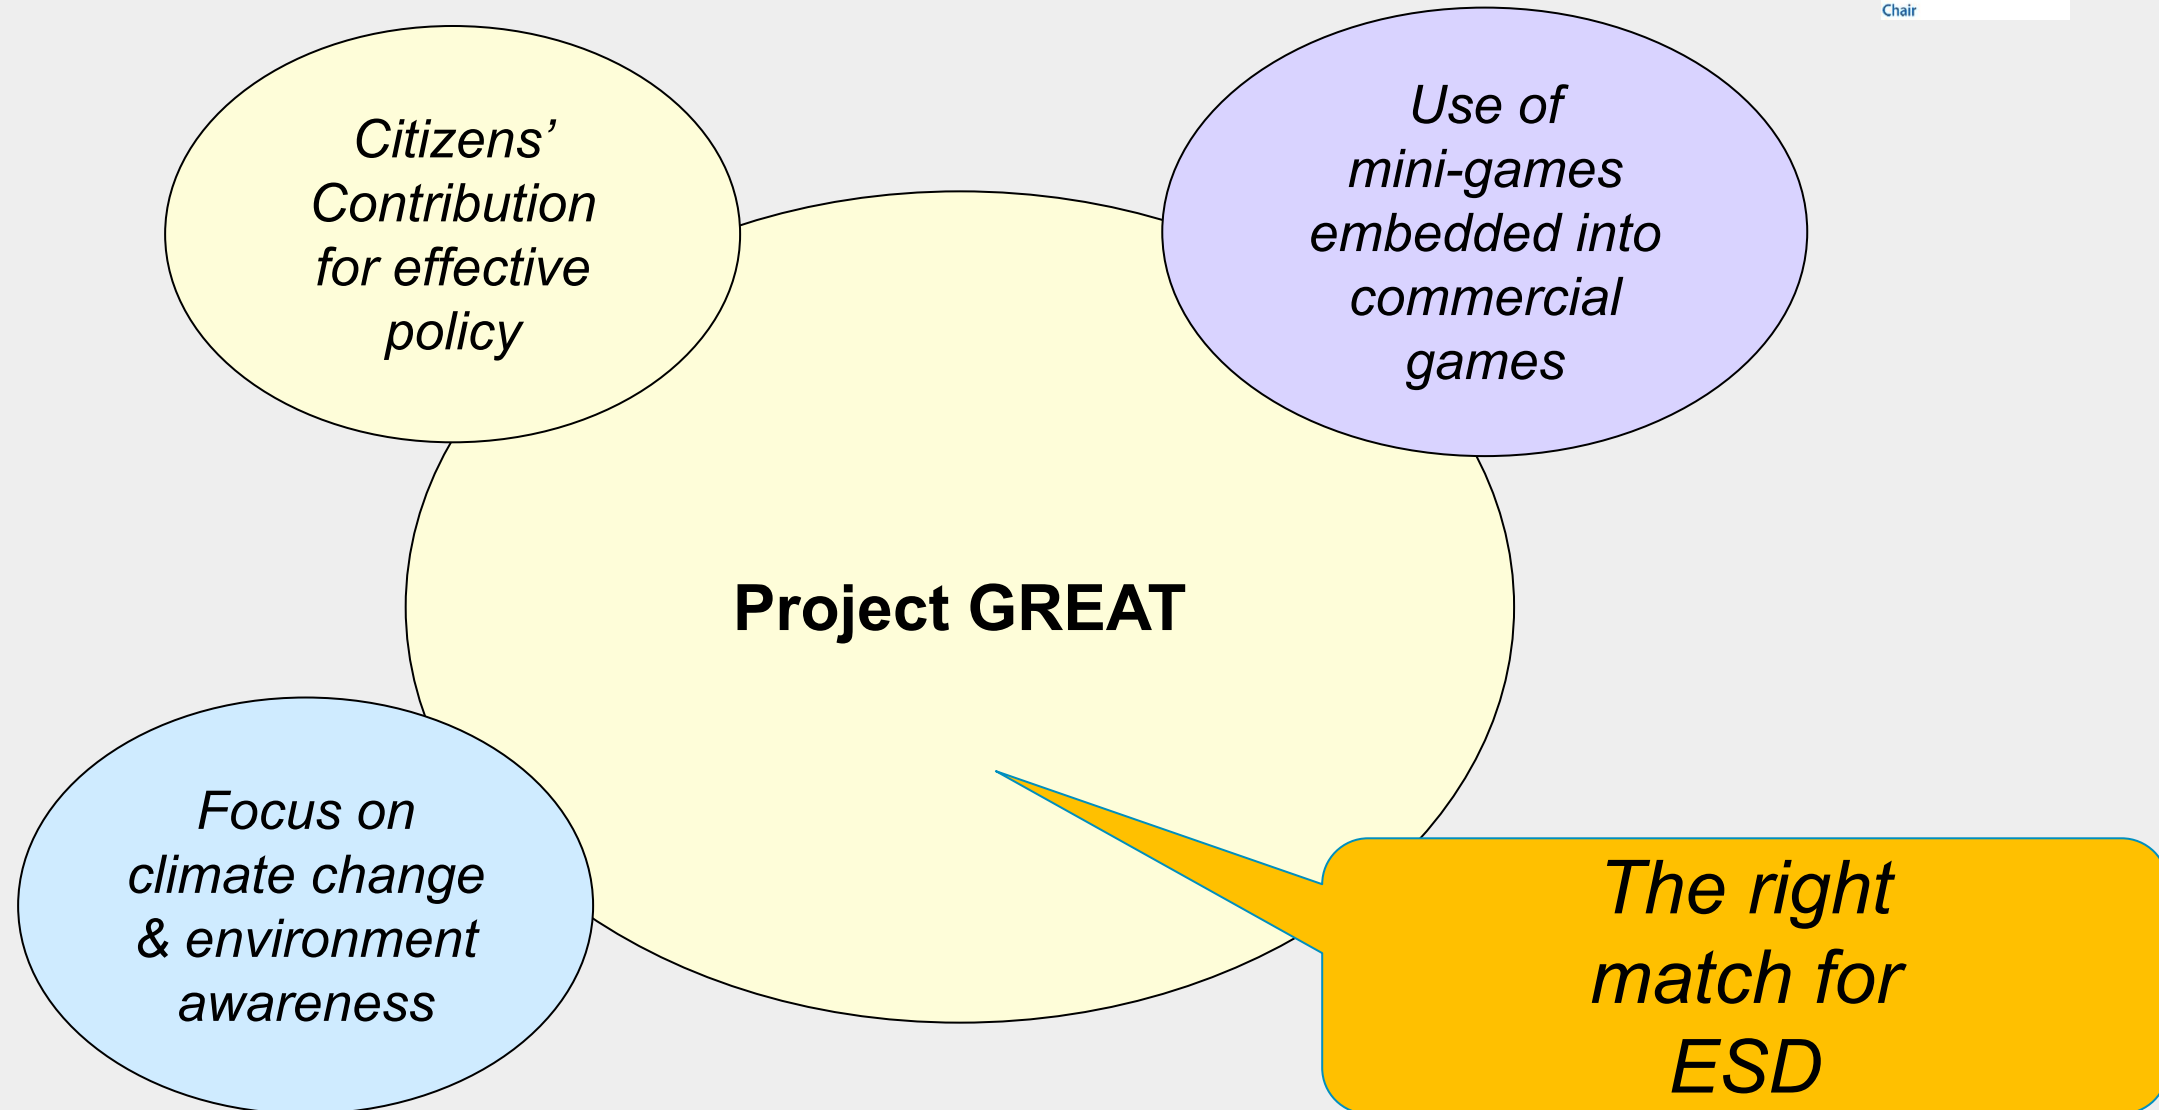 Chair
Citizens’
Contribution
for effective
policy
Use of
mini-games
embedded into
commercial
games
Project GREAT
Focus on
climate change
& environment
awareness
The right
match for
ESD